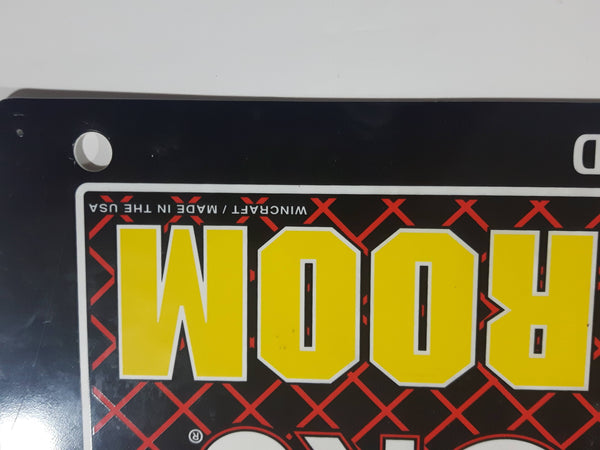 ®
ROOM
WINCRAFT / MADE IN THE USA